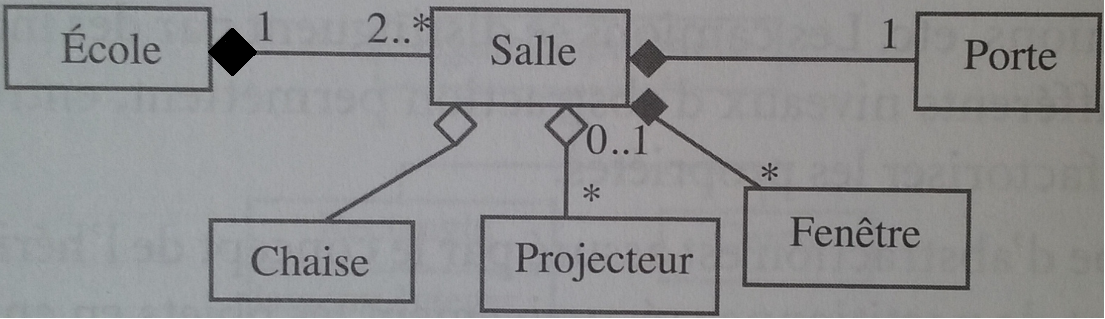 École 1 2..* Salle 1 Porte
0..1
*
*
Chaise Projecteur Fenêtre